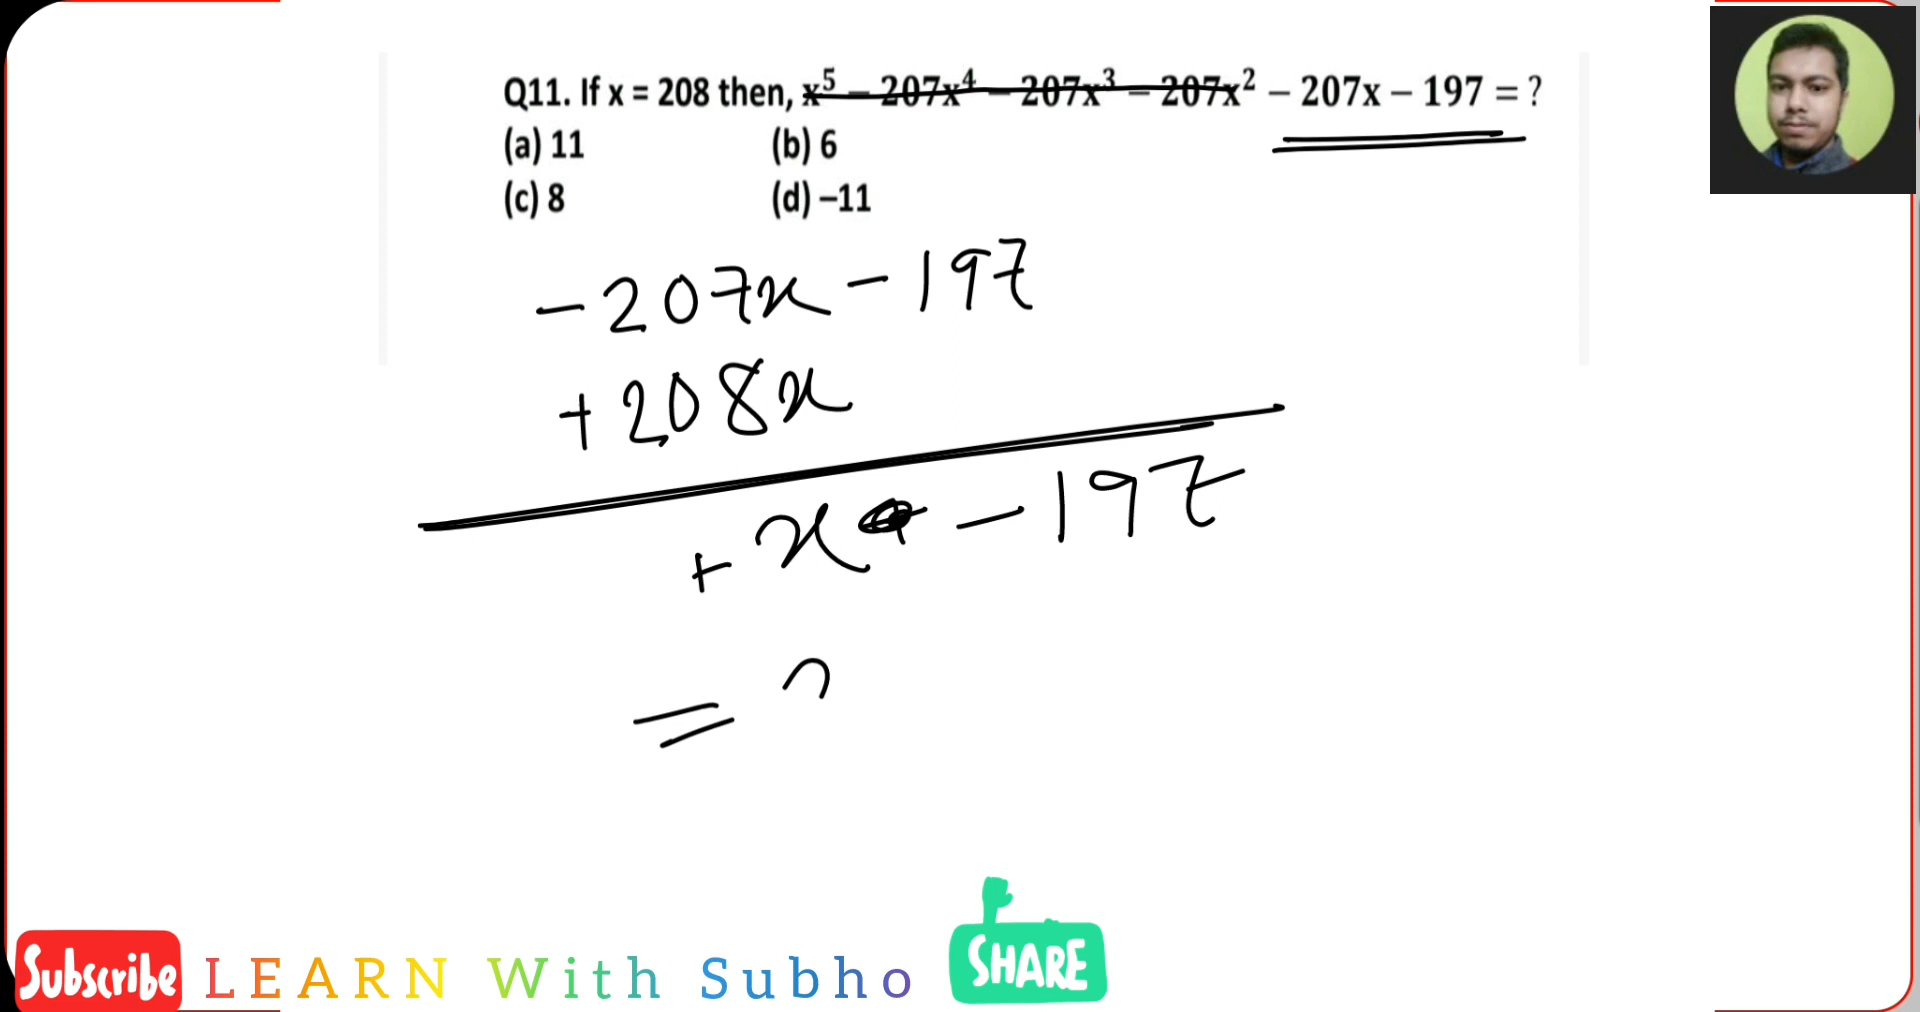 Q11. If x = 208 then, x⁵ − 207x⁴ − 207x³ − 207x² − 207x − 197 = ?
(a) 11 (b) 6
(c) 8 (d) –11
− 207x − 197
+ 208x
+ x − 197
=
Subscribe LEARN With Subho SHARE